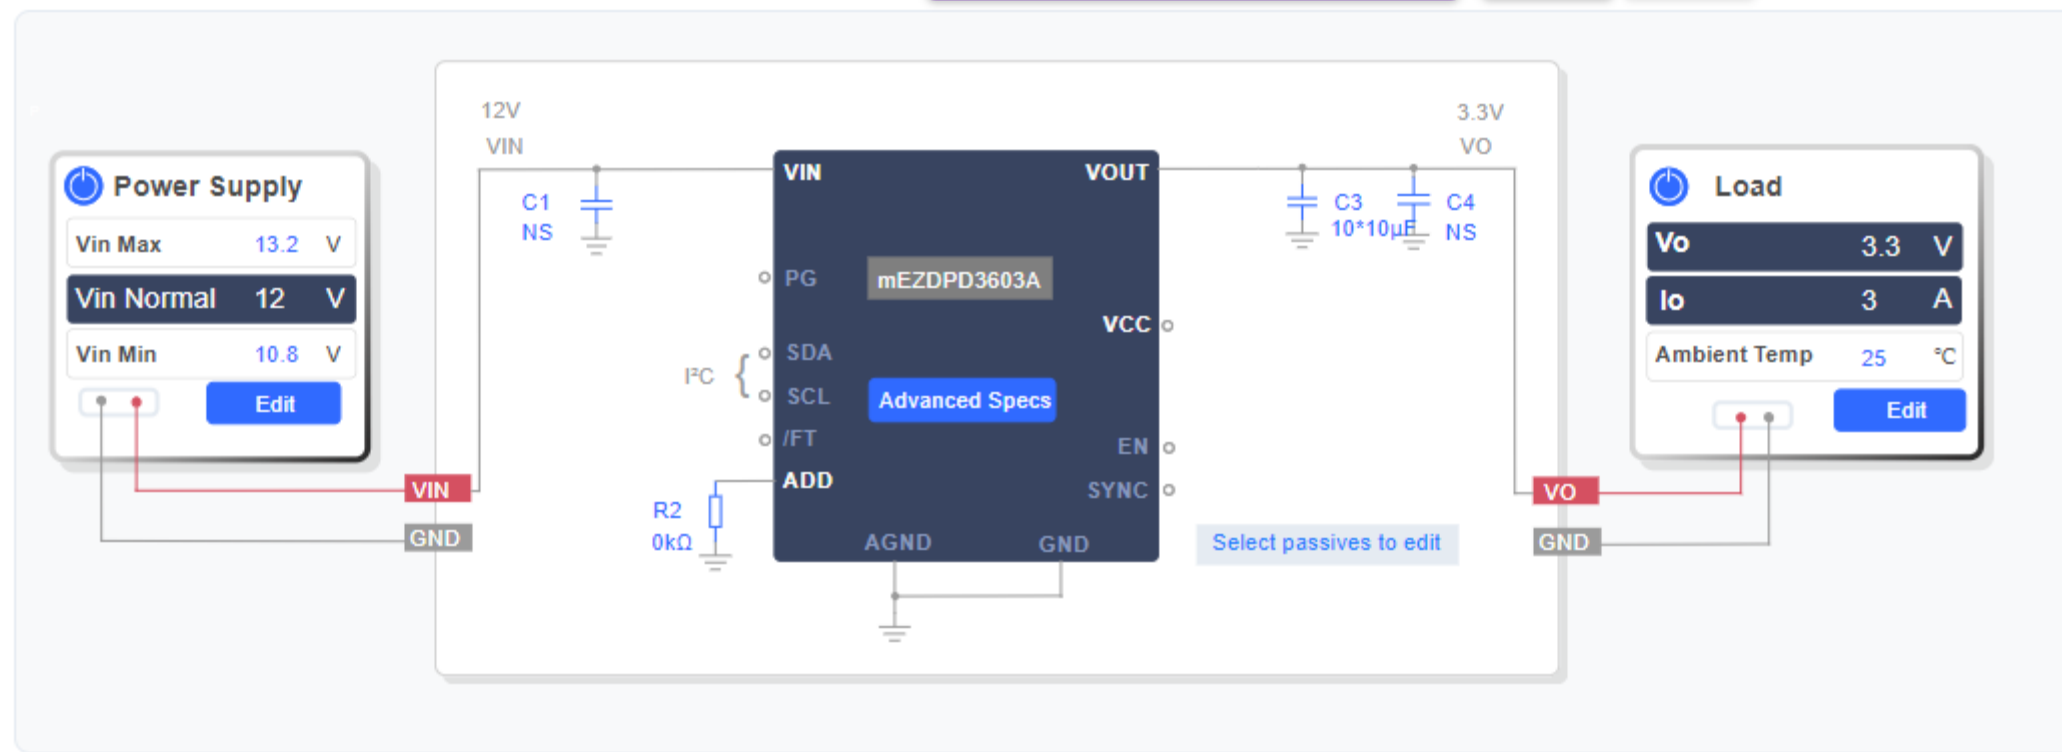 Power Supply
Vin Max 13.2 V
Vin Normal 12 V
Vin Min 10.8 V
Edit
VIN
GND
12V
VIN
C1
NS
VIN
VOUT
PG
mEZDPD3603A
VCC
I²C
{
SDA
SCL
Advanced Specs
/FT
EN
ADD
SYNC
R2
0kΩ
AGND
GND
3.3V
VO
C3
10*10µF
C4
NS
Select passives to edit
VO
GND
Load
Vo 3.3 V
Io 3 A
Ambient Temp 25 °C
Edit